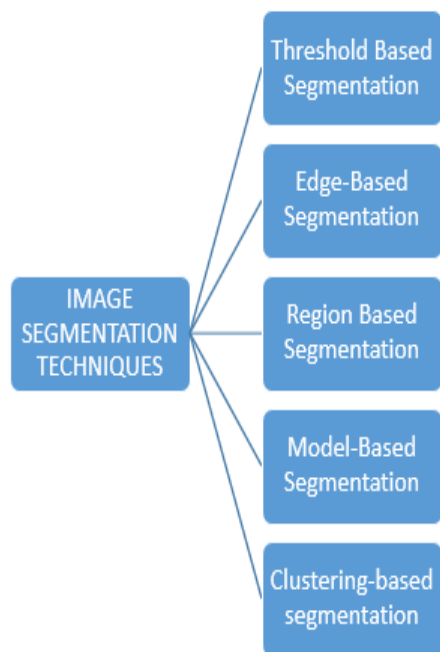 Threshold Based
Segmentation
Edge-Based
Segmentation
IMAGE
SEGMENTATION
TECHNIQUES
Region Based
Segmentation
Model-Based
Segmentation
Clustering-based
segmentation